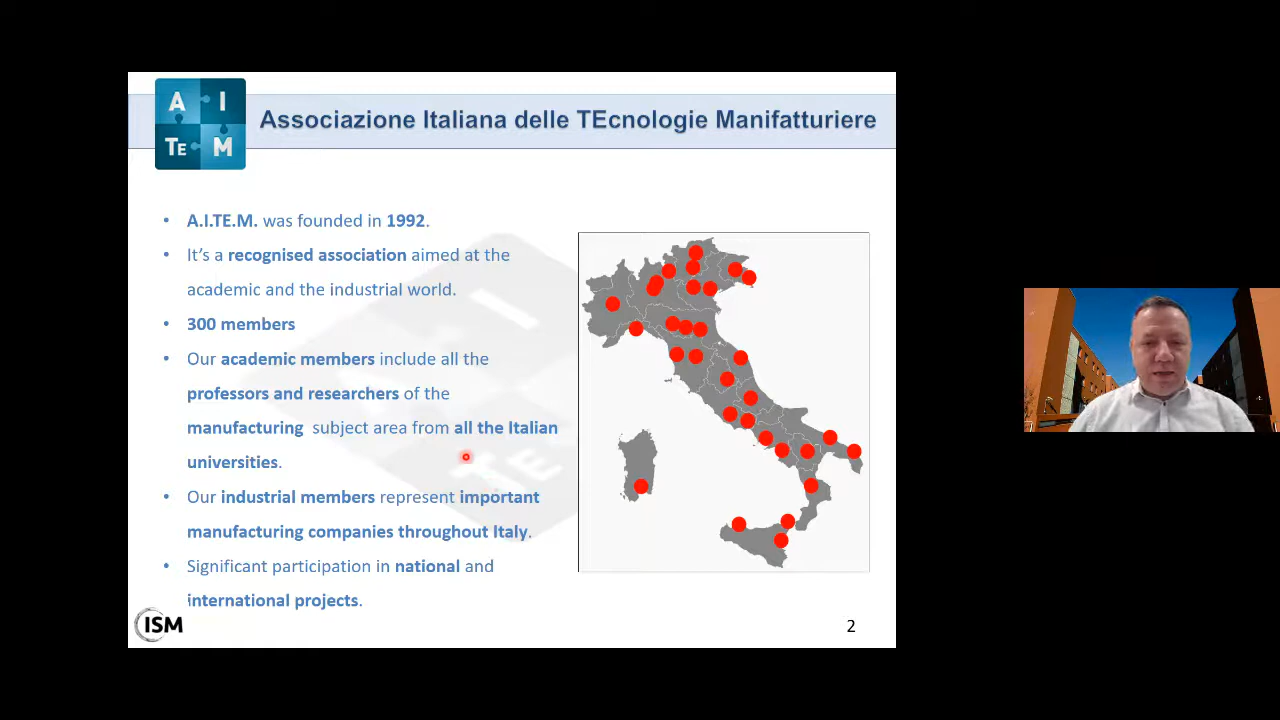 A I
TE M
Associazione Italiana delle TEcnologie Manifatturiere
• A.I.TE.M. was founded in 1992.
• It's a recognised association aimed at the
academic and the industrial world.
• 300 members
• Our academic members include all the
professors and researchers of the
manufacturing subject area from all the Italian
universities.
• Our industrial members represent important
manufacturing companies throughout Italy.
• Significant participation in national and
international projects.
ISM
2